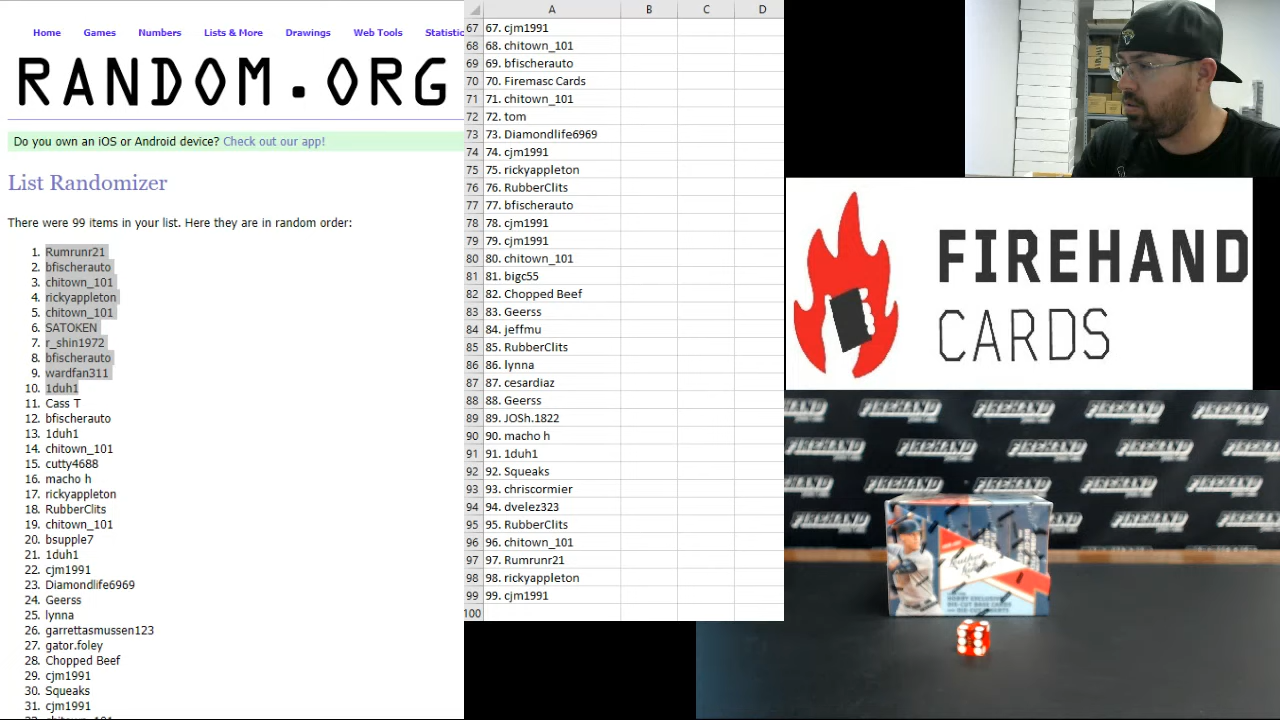 Home Games Numbers Lists & More Drawings Web Tools Statistic
RANDOM.ORG
Do you own an iOS or Android device? Check out our app!
List Randomizer
There were 99 items in your list. Here they are in random order:
1. Rumrunr21
2. bfischerauto
3. chitown_101
4. rickyappleton
5. chitown_101
6. SATOKEN
7. r_shin1972
8. bfischerauto
9. wardfan311
10. 1duh1
11. Cass T
12. bfischerauto
13. 1duh1
14. chitown_101
15. cutty4688
16. macho h
17. rickyappleton
18. RubberClits
19. chitown_101
20. bsupple7
21. 1duh1
22. cjm1991
23. Diamondlife6969
24. Geerss
25. lynna
26. garrettasmussen123
27. gator.foley
28. Chopped Beef
29. cjm1991
30. Squeaks
31. cjm1991
A B C D
67 67. cjm1991
68 68. chitown_101
69 69. bfischerauto
70 70. Firemasc Cards
71 71. chitown_101
72 72. tom
73 73. Diamondlife6969
74 74. cjm1991
75 75. rickyappleton
76 76. RubberClits
77 77. bfischerauto
78 78. cjm1991
79 79. cjm1991
80 80. chitown_101
81 81. bigc55
82 82. Chopped Beef
83 83. Geerss
84 84. jeffmu
85 85. RubberClits
86 86. lynna
87 87. cesardiaz
88 88. Geerss
89 89. JOSh.1822
90 90. macho h
91 91. 1duh1
92 92. Squeaks
93 93. chriscormier
94 94. dvelez323
95 95. RubberClits
96 96. chitown_101
97 97. Rumrunr21
98 98. rickyappleton
99 99. cjm1991
100
FIREHAND
CARDS
FIREHAND